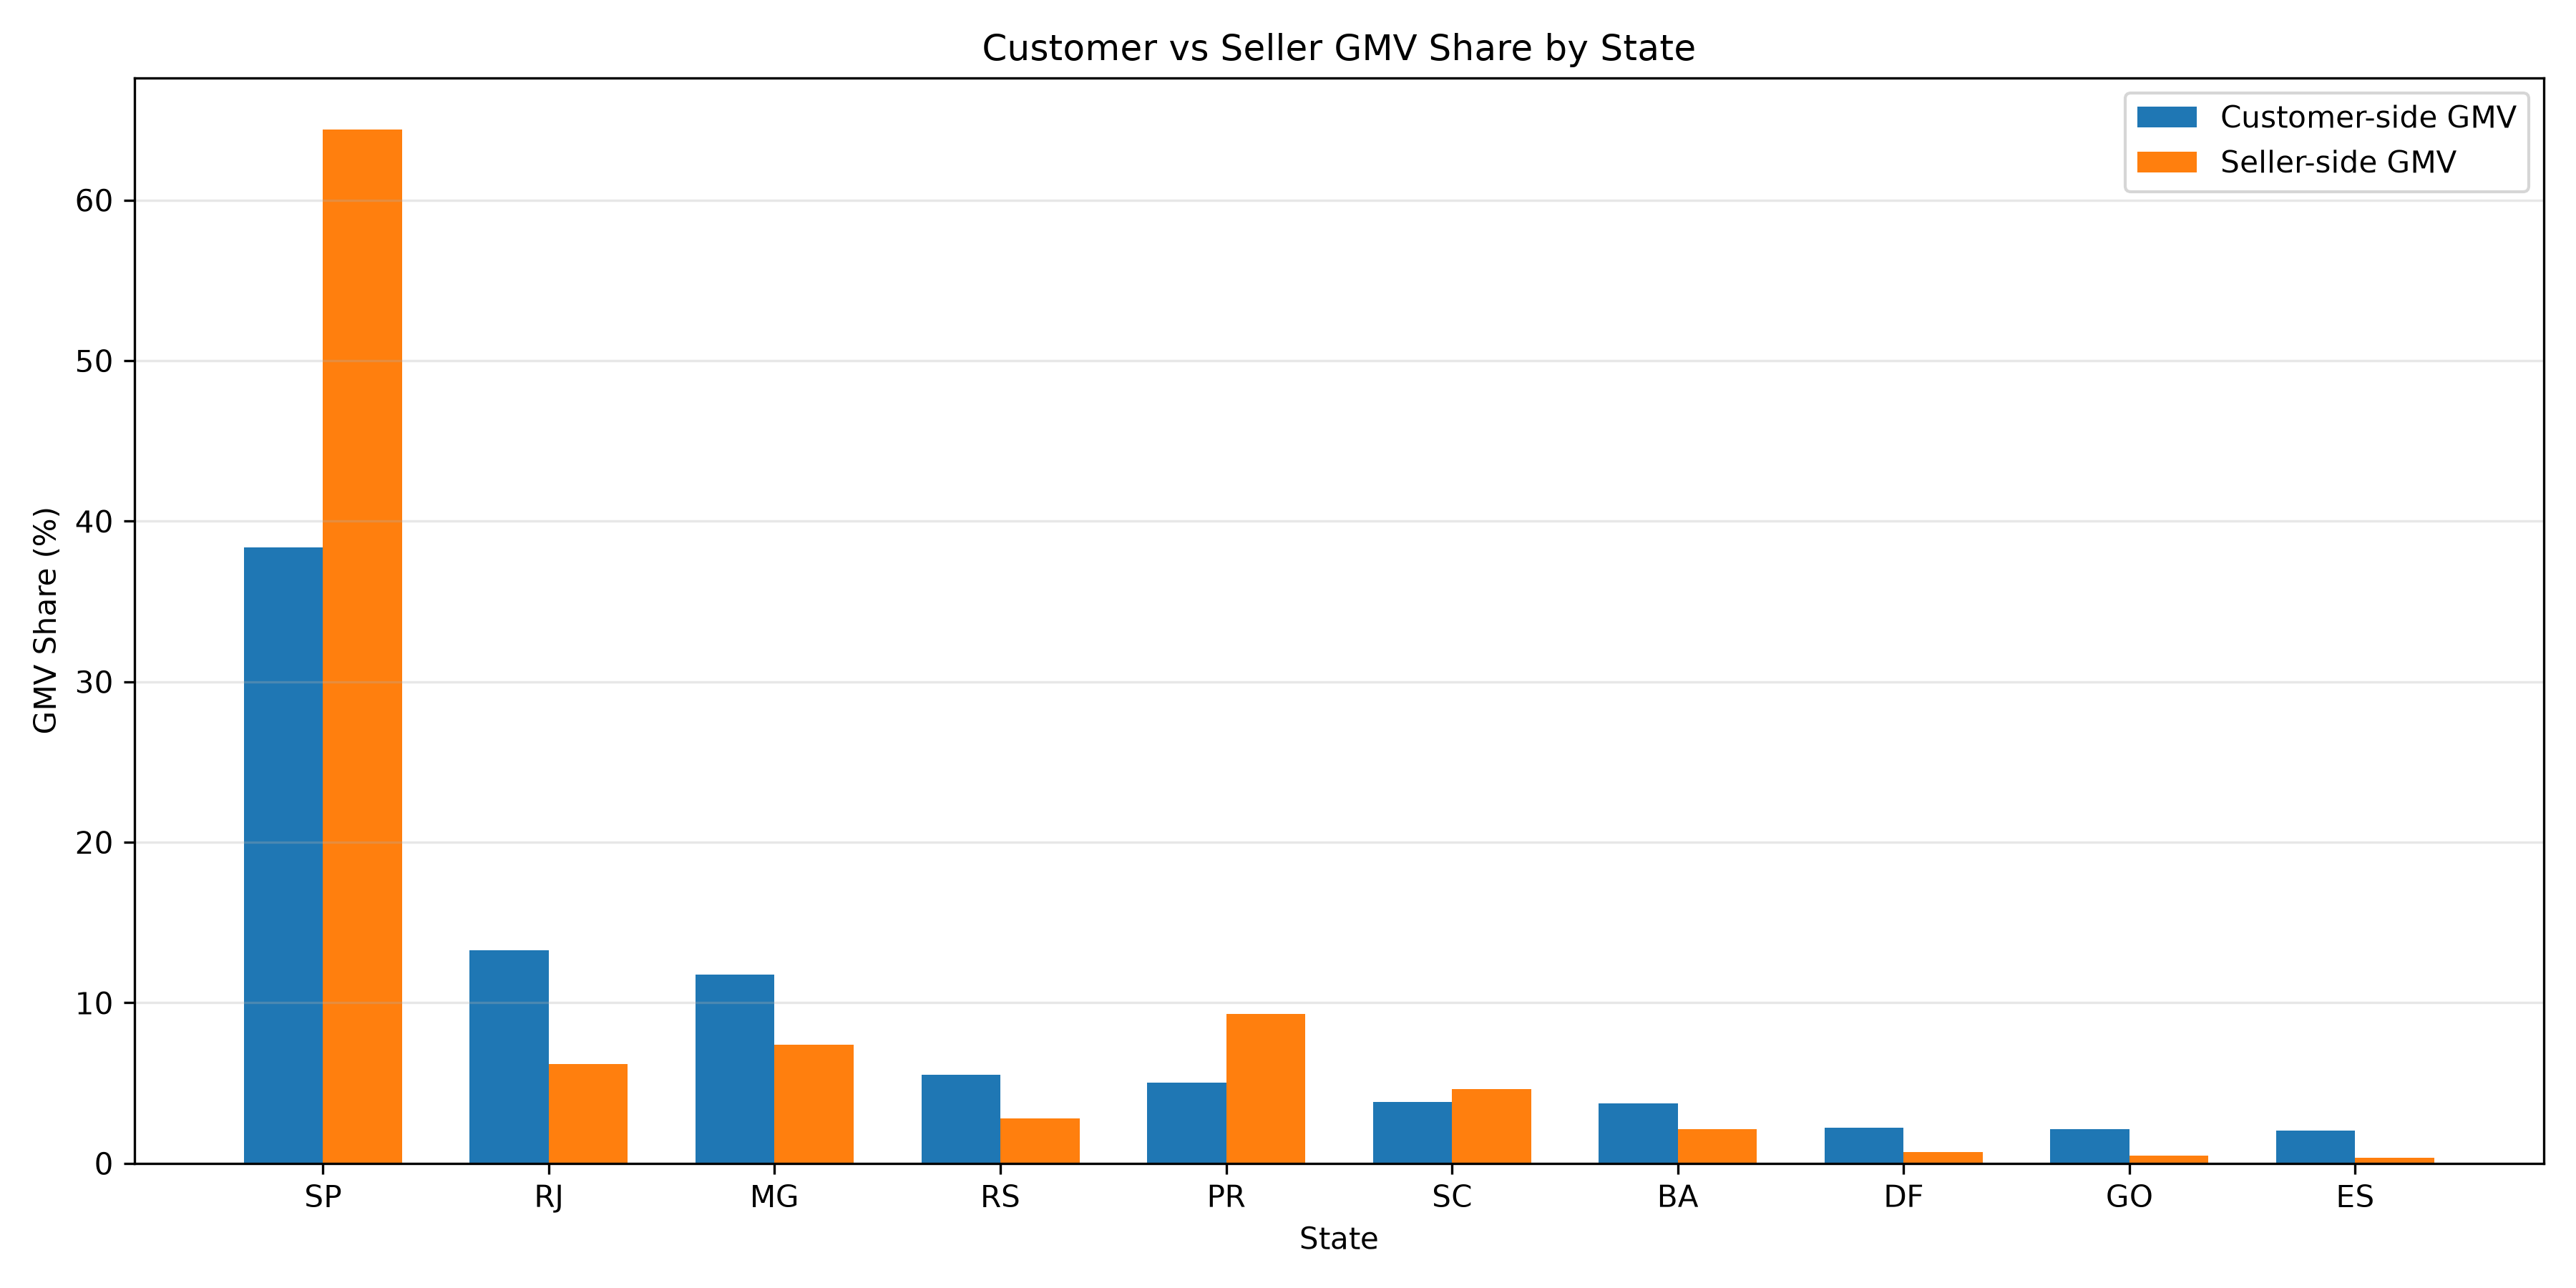 Customer vs Seller GMV Share by State
Customer-side GMV
Seller-side GMV
GMV Share (%)
60
50
40
30
20
10
0
SP RJ MG RS PR SC BA DF GO ES
State